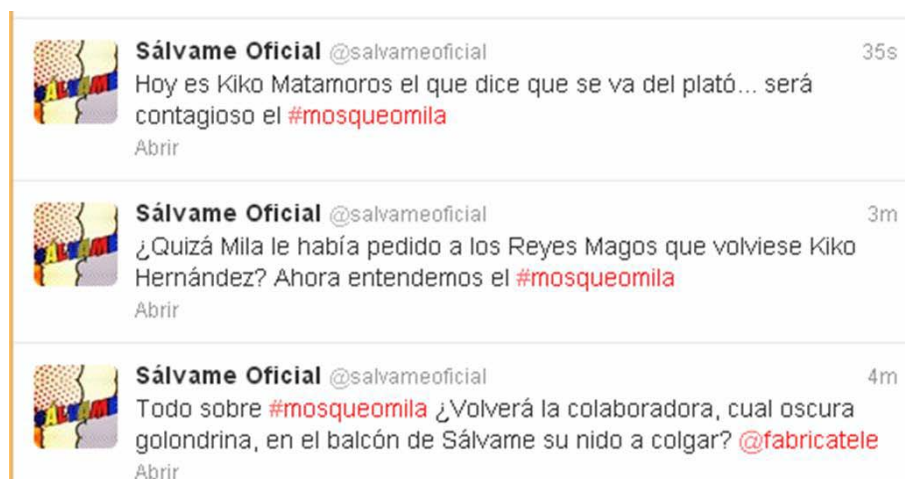 Sálvame Oficial @salvameoficial 35s
Hoy es Kiko Matamoros el que dice que se va del plató... será
contagioso el #mosqueomila
Abrir
SÁLVAME
Sálvame Oficial @salvameoficial 3m
¿Quizá Mila le había pedido a los Reyes Magos que volviese Kiko
Hernández? Ahora entendemos el #mosqueomila
Abrir
SÁLVAME
Sálvame Oficial @salvameoficial 4m
Todo sobre #mosqueomila ¿Volverá la colaboradora, cual oscura
golondrina, en el balcón de Sálvame su nido a colgar? @fabricatele
Abrir
SÁLVAME